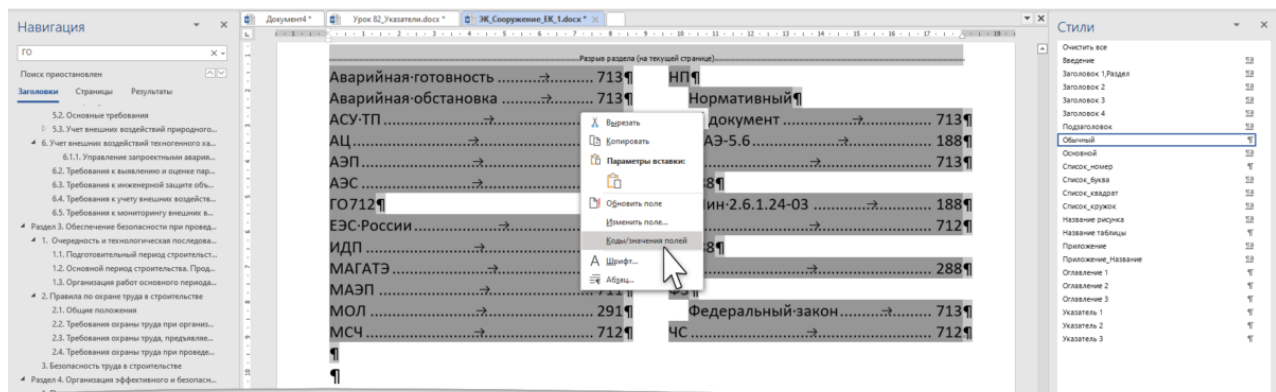 Навигация
ГО
Поиск приостановлен
Заголовки Страницы Результаты
5.2. Основные требования
5.3. Учет внешних воздействий природного...
6. Учет внешних воздействий техногенного ха...
6.1.1. Управление запроектными авария...
6.2. Требования к выявлению и оценке пар...
6.3. Требования к инженерной защите объ...
6.4. Требования к учету внешних воздейств...
6.5. Требования к мониторингу внешних в...
Раздел 3. Обеспечение безопасности при провед...
1. Очередность и технологическая последова...
1.1. Подготовительный период строительст...
1.2. Основной период строительства. Прод...
1.3. Организация работ основного периода...
2. Правила по охране труда в строительстве
2.1. Общие положения
2.2. Требования охраны труда при организ...
2.3. Требования охраны труда, предъявляе...
2.4. Требования охраны труда при проведе...
3. Безопасность труда в строительстве
Раздел 4. Организация эффективного и безопасн...
Документ4 * Урок 82_Указатели.docx * ЭК_Сооружение_ЕК_1.docx *
Разрыв раздела (на текущей странице)
Аварийная·готовность ..........→......... 713¶
Аварийная·обстановка ..........→......... 713¶
АСУ·ТП ......................→
АЦ......................→
АЭП......................→
АЭС......................→
ГО712¶
ЕЭС·России......................→
ИДП ......................→
МАГАТЭ......................→
МАЭП ......................→......... 711¶
МОЛ ......................→......... 291¶
МСЧ ......................→......... 712¶
¶
¶
НП¶
Нормативный¶
документ ..........→......... 713¶
АЭ-5.6..........→......... 188¶
→......... 713¶
88¶
ин·2.6.1.24-03 ..........→......... 188¶
→......... 712¶
88¶
→......... 288¶
ФЗ¶
Федеральный·закон..........→......... 713¶
ЧС ......................→......... 712¶
Вырезать
Копировать
Параметры вставки:
Обновить поле
Изменить поле...
Коды/значения полей
Шрифт...
Абзац...
Стили
Очистить все
Введение
Заголовок 1,Раздел
Заголовок 2
Заголовок 3
Заголовок 4
Подзаголовок
Обычный
Основной
Список_номер
Список_буква
Список_квадрат
Список_кружок
Название рисунка
Название таблицы
Приложение
Приложение_Название
Оглавление 1
Оглавление 2
Оглавление 3
Указатель 1
Указатель 2
Указатель 3